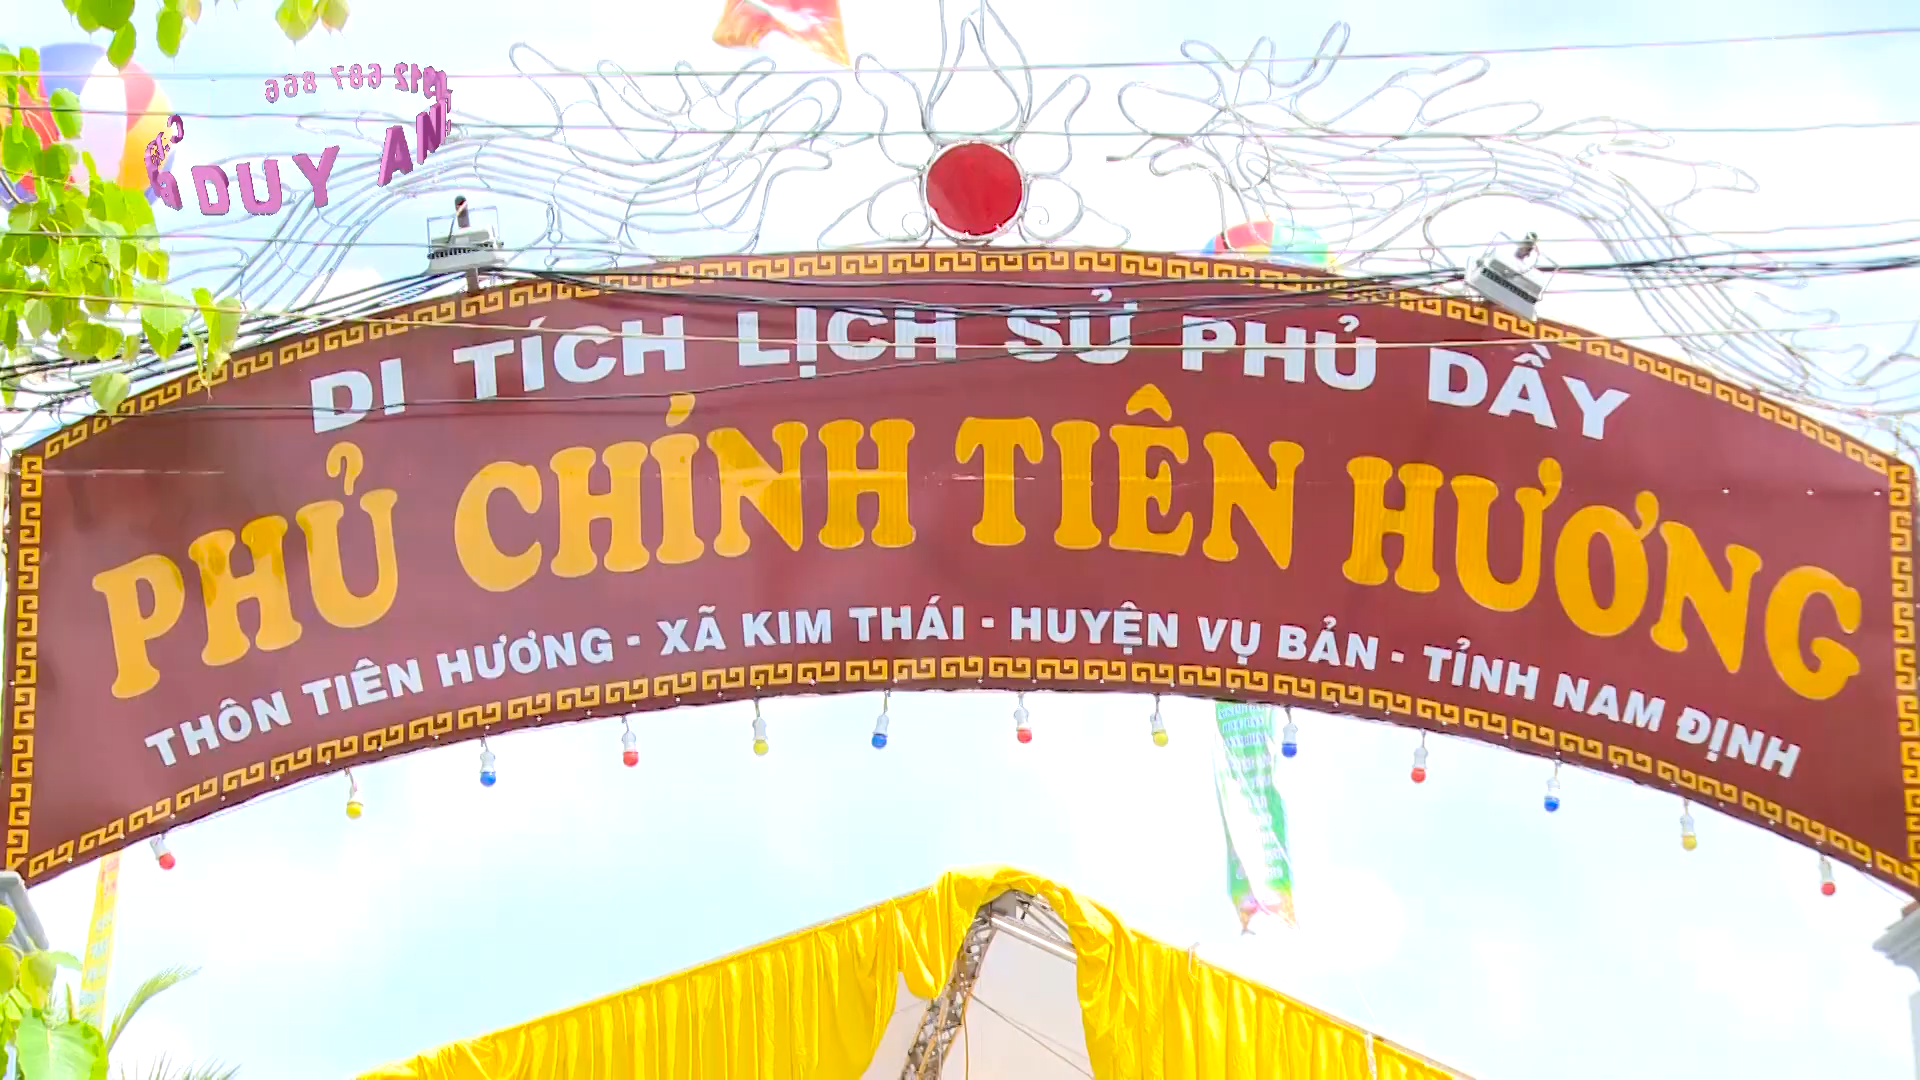 DUY AN
DI TÍCH LỊCH SỬ PHỦ DẦY
PHỦ CHÍNH TIÊN HƯƠNG
THÔN TIÊN HƯƠNG - XÃ KIM THÁI - HUYỆN VỤ BẢN - TỈNH NAM ĐỊNH